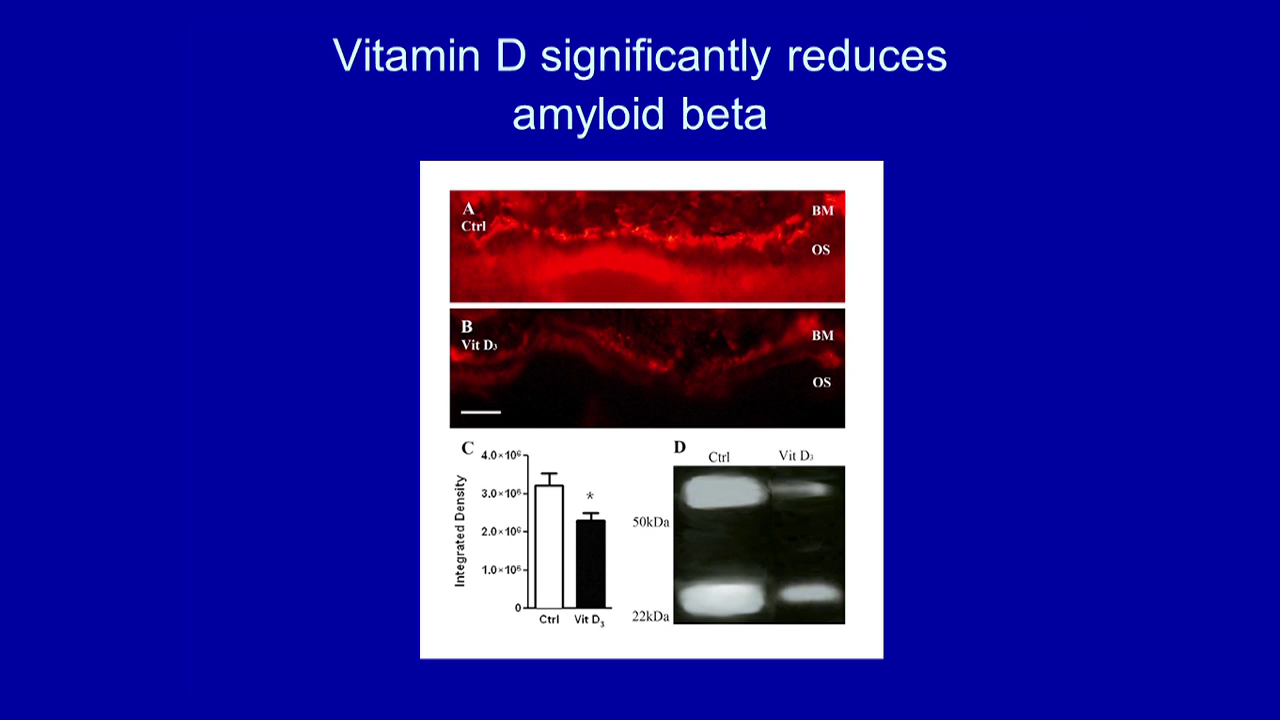 Vitamin D significantly reduces
amyloid beta
A
Ctrl
BM
OS
B
Vit D₃
BM
OS
C
4.0×10⁶
3.0×10⁶
2.0×10⁶
1.0×10⁶
0
Integrated Density
*
Ctrl Vit D₃
D
Ctrl Vit D₃
50kDa
22kDa